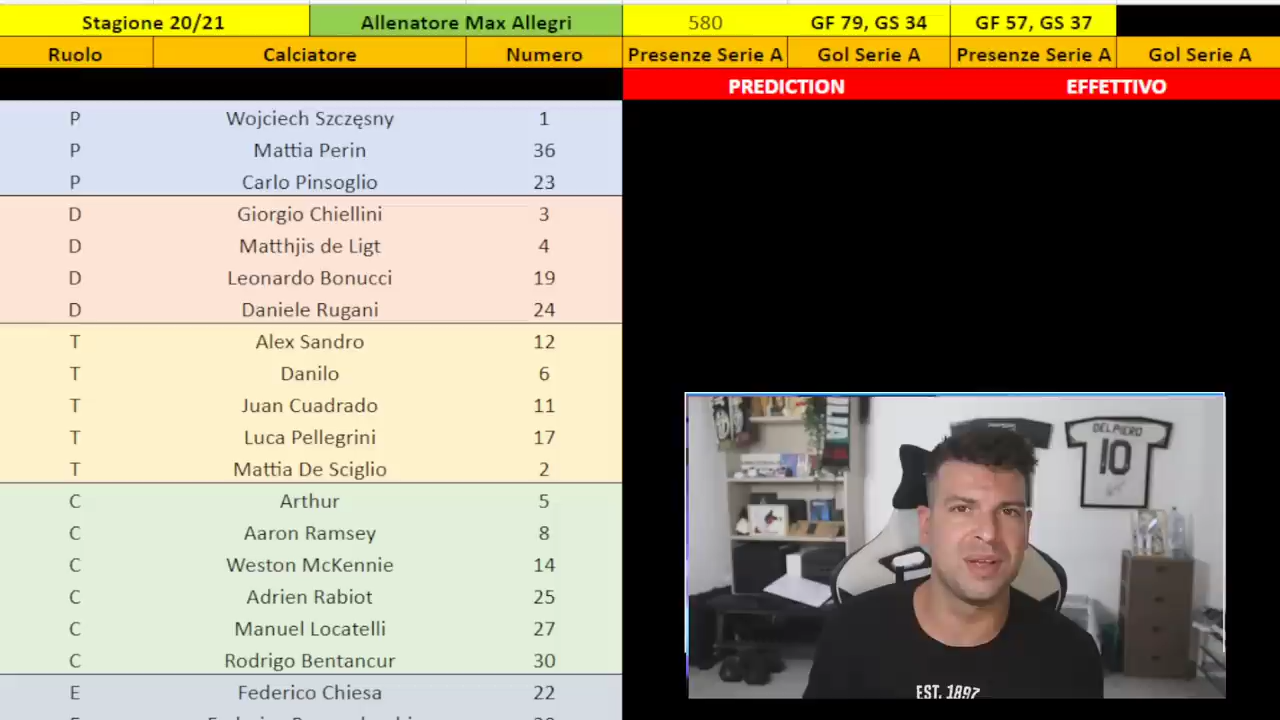 Stagione 20/21 Allenatore Max Allegri 580 GF 79, GS 34 GF 57, GS 37
Ruolo Calciatore Numero Presenze Serie A Gol Serie A Presenze Serie A Gol Serie A
PREDICTION EFFETTIVO
P Wojciech Szczęsny 1
P Mattia Perin 36
P Carlo Pinsoglio 23
D Giorgio Chiellini 3
D Matthjis de Ligt 4
D Leonardo Bonucci 19
D Daniele Rugani 24
T Alex Sandro 12
T Danilo 6
T Juan Cuadrado 11
T Luca Pellegrini 17
T Mattia De Sciglio 2
C Arthur 5
C Aaron Ramsey 8
C Weston McKennie 14
C Adrien Rabiot 25
C Manuel Locatelli 27
C Rodrigo Bentancur 30
E Federico Chiesa 22
DEL PIERO
10
EST. 1897